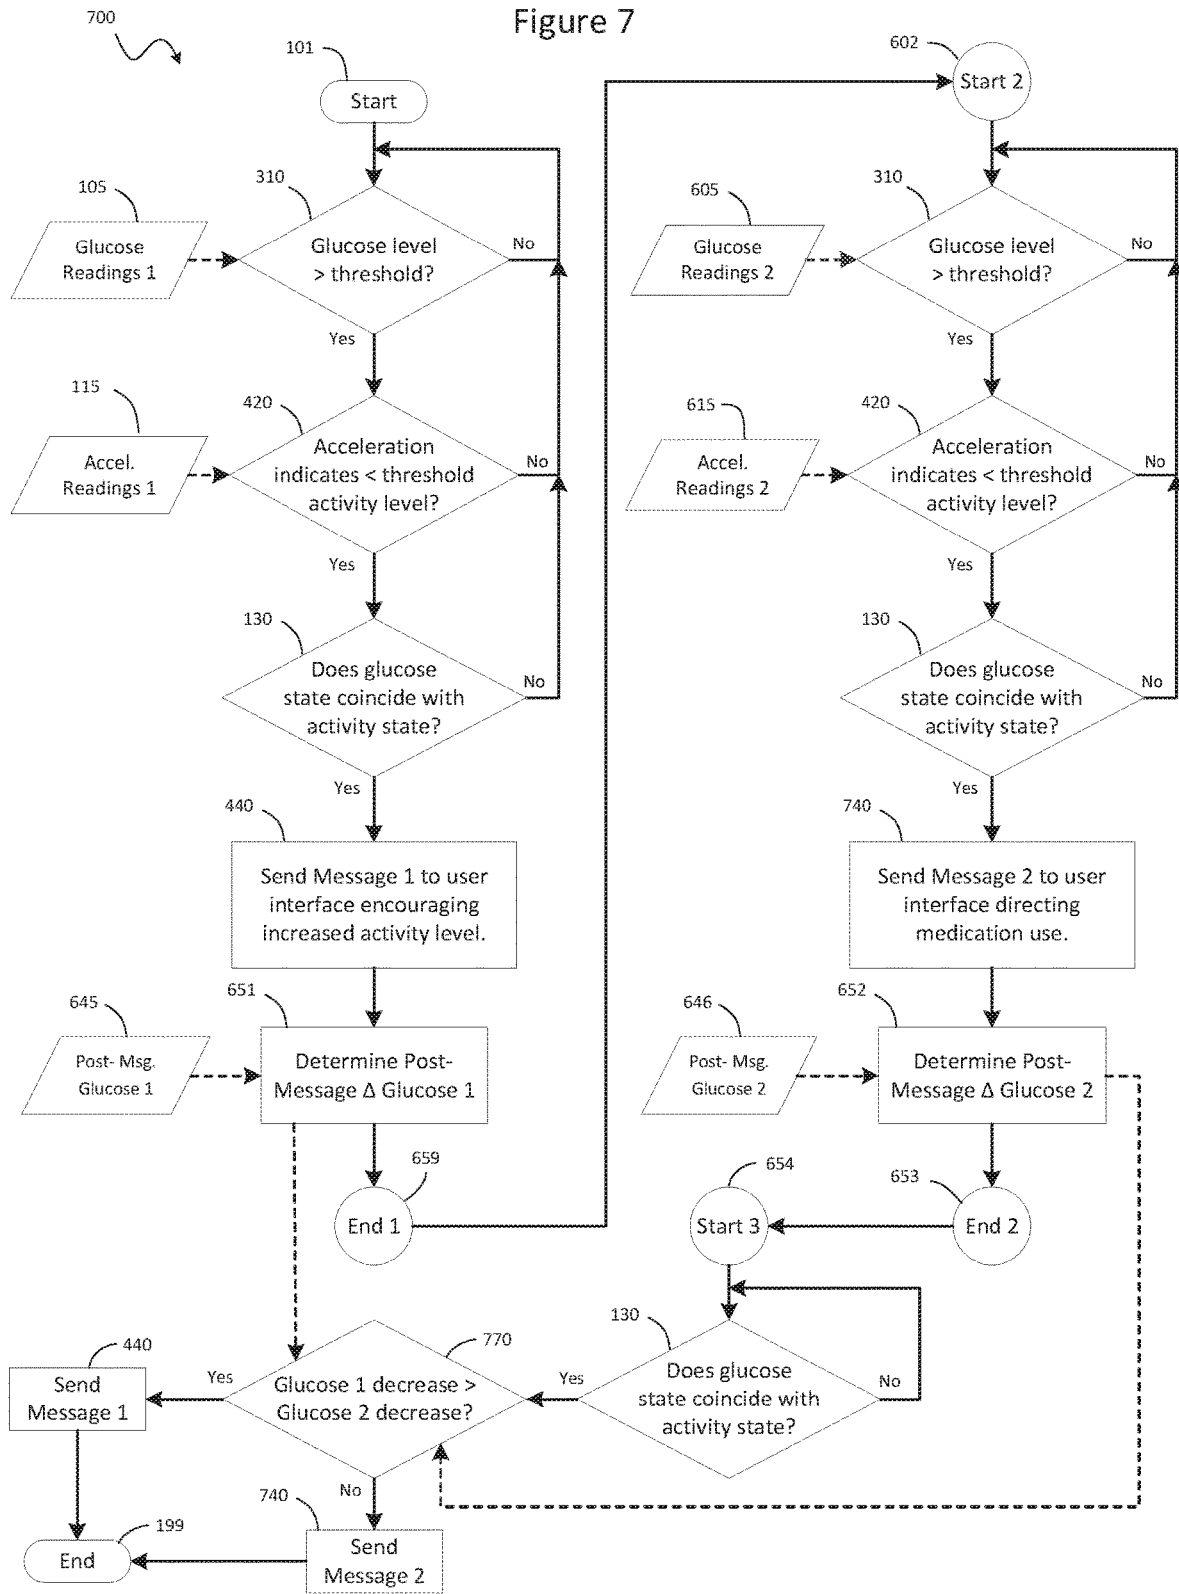 Figure 7
700
101
Start
602
Start 2
105
Glucose
Readings 1
310
Glucose level
> threshold?
No
Yes
605
Glucose
Readings 2
310
Glucose level
> threshold?
No
Yes
115
Accel.
Readings 1
420
Acceleration
indicates < threshold
activity level?
No
Yes
615
Accel.
Readings 2
420
Acceleration
indicates < threshold
activity level?
No
Yes
130
Does glucose
state coincide with
activity state?
No
Yes
130
Does glucose
state coincide with
activity state?
No
Yes
440
Send Message 1 to user
interface encouraging
increased activity level.
740
Send Message 2 to user
interface directing
medication use.
645
Post- Msg.
Glucose 1
651
Determine Post-
Message Δ Glucose 1
646
Post- Msg.
Glucose 2
652
Determine Post-
Message Δ Glucose 2
659
End 1
654
Start 3
653
End 2
440
Send
Message 1
Yes
770
Glucose 1 decrease >
Glucose 2 decrease?
No
Yes
130
Does glucose
state coincide with
activity state?
No
199
End
740
Send
Message 2